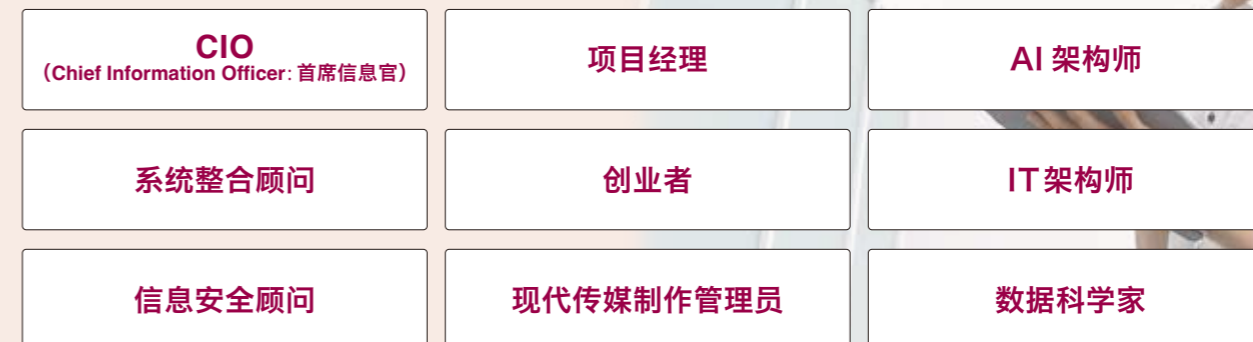 CIO
（Chief Information Officer：首席信息官）
项目经理
AI 架构师
系统整合顾问
创业者
IT 架构师
信息安全顾问
现代传媒制作管理员
数据科学家